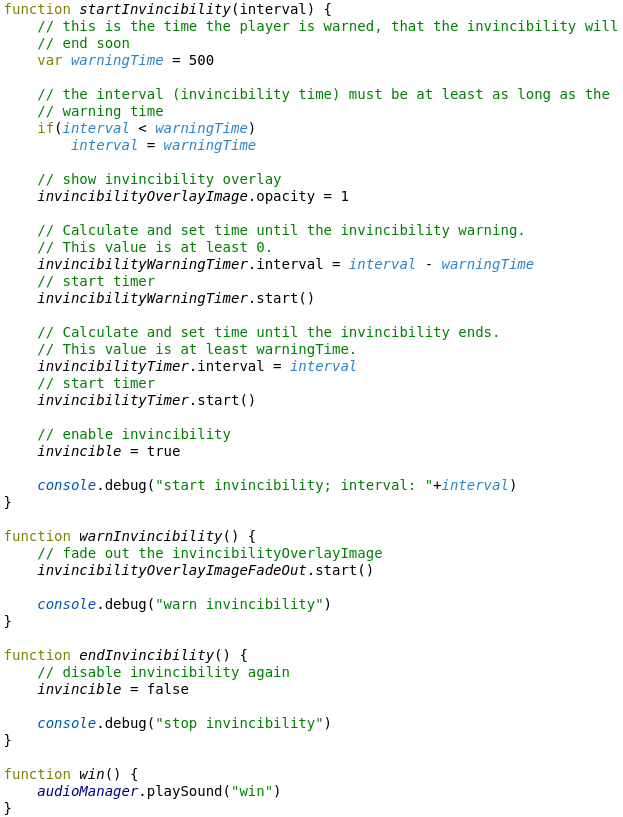 function startInvincibility(interval) {
    // this is the time the player is warned, that the invincibility will
    // end soon
    var warningTime = 500

    // the interval (invincibility time) must be at least as long as the
    // warning time
    if(interval < warningTime)
        interval = warningTime

    // show invincibility overlay
    invincibilityOverlayImage.opacity = 1

    // Calculate and set time until the invincibility warning.
    // This value is at least 0.
    invincibilityWarningTimer.interval = interval - warningTime
    // start timer
    invincibilityWarningTimer.start()

    // Calculate and set time until the invincibility ends.
    // This value is at least warningTime.
    invincibilityTimer.interval = interval
    // start timer
    invincibilityTimer.start()

    // enable invincibility
    invincible = true

    console.debug("start invincibility; interval: "+interval)
}

function warnInvincibility() {
    // fade out the invincibilityOverlayImage
    invincibilityOverlayImageFadeOut.start()

    console.debug("warn invincibility")
}

function endInvincibility() {
    // disable invincibility again
    invincible = false

    console.debug("stop invincibility")
}

function win() {
    audioManager.playSound("win")
}